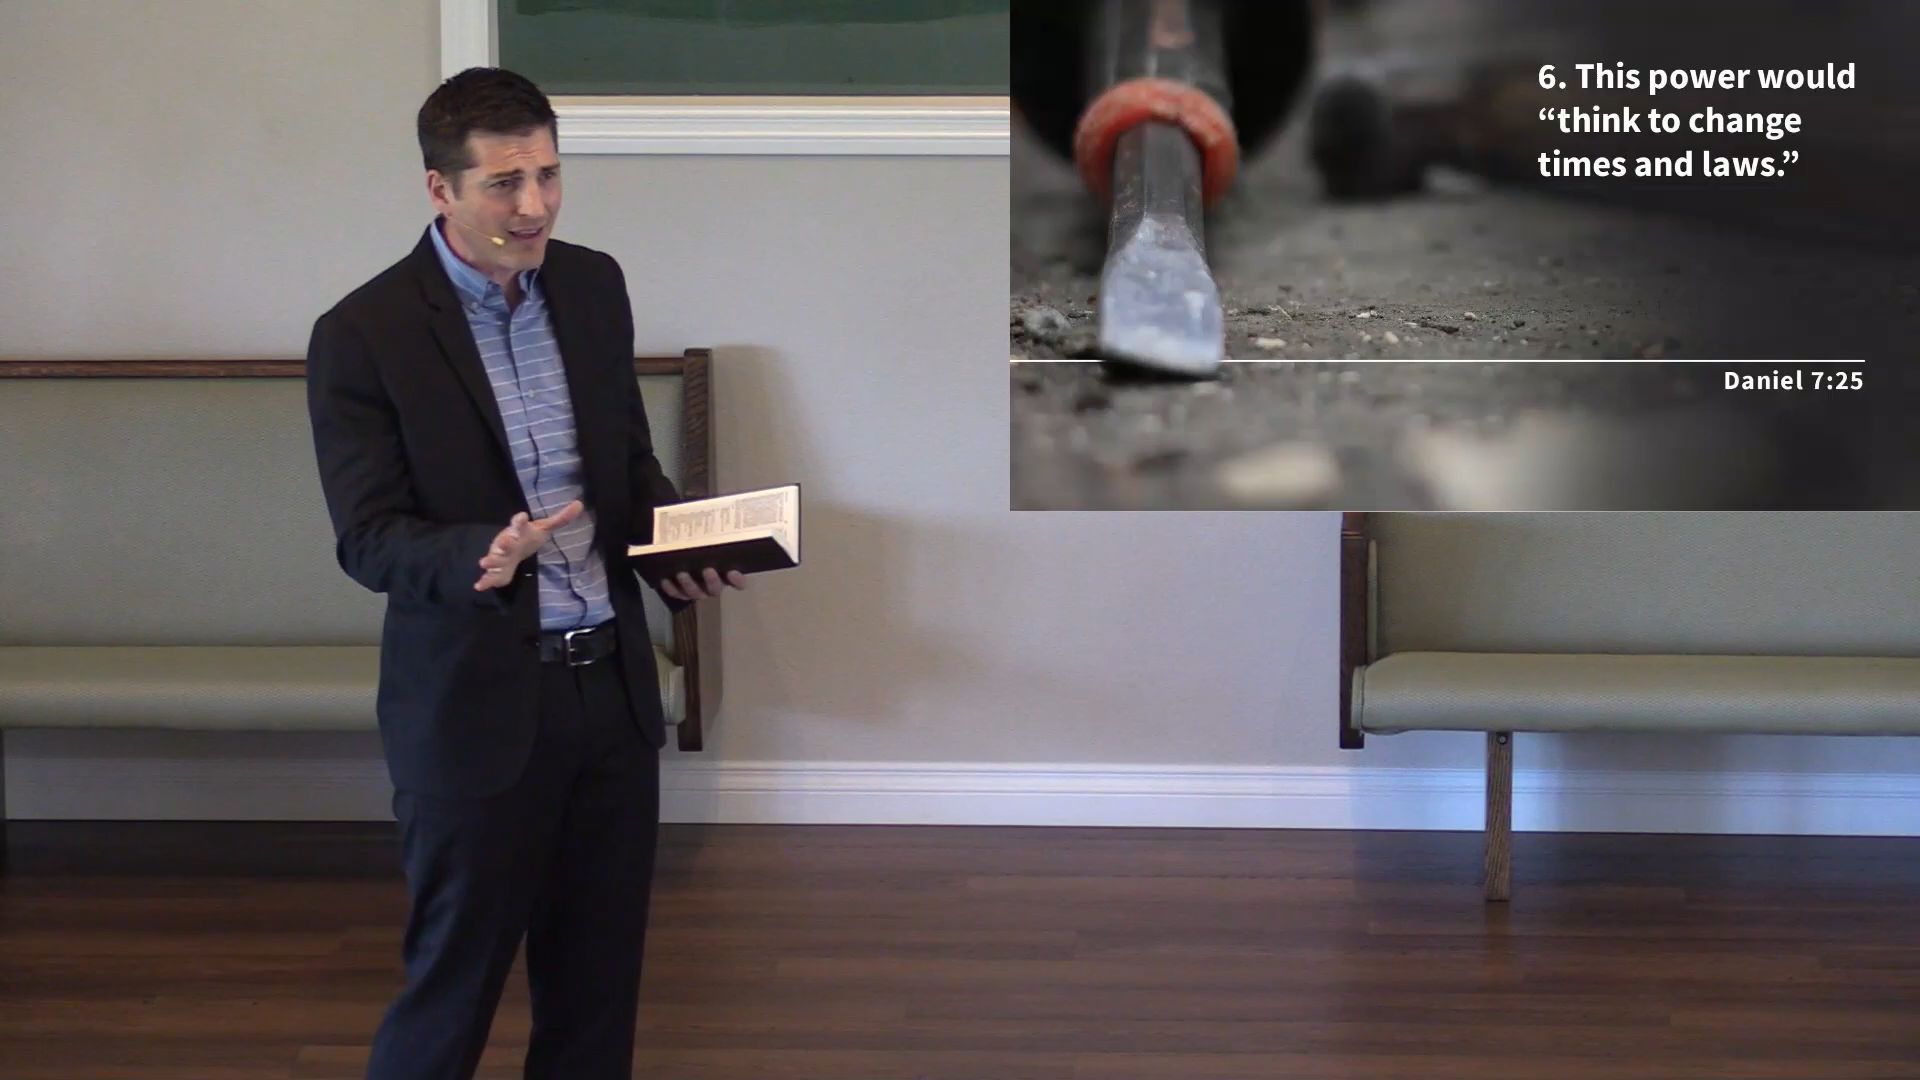 6. This power would
“think to change
times and laws.”
Daniel 7:25